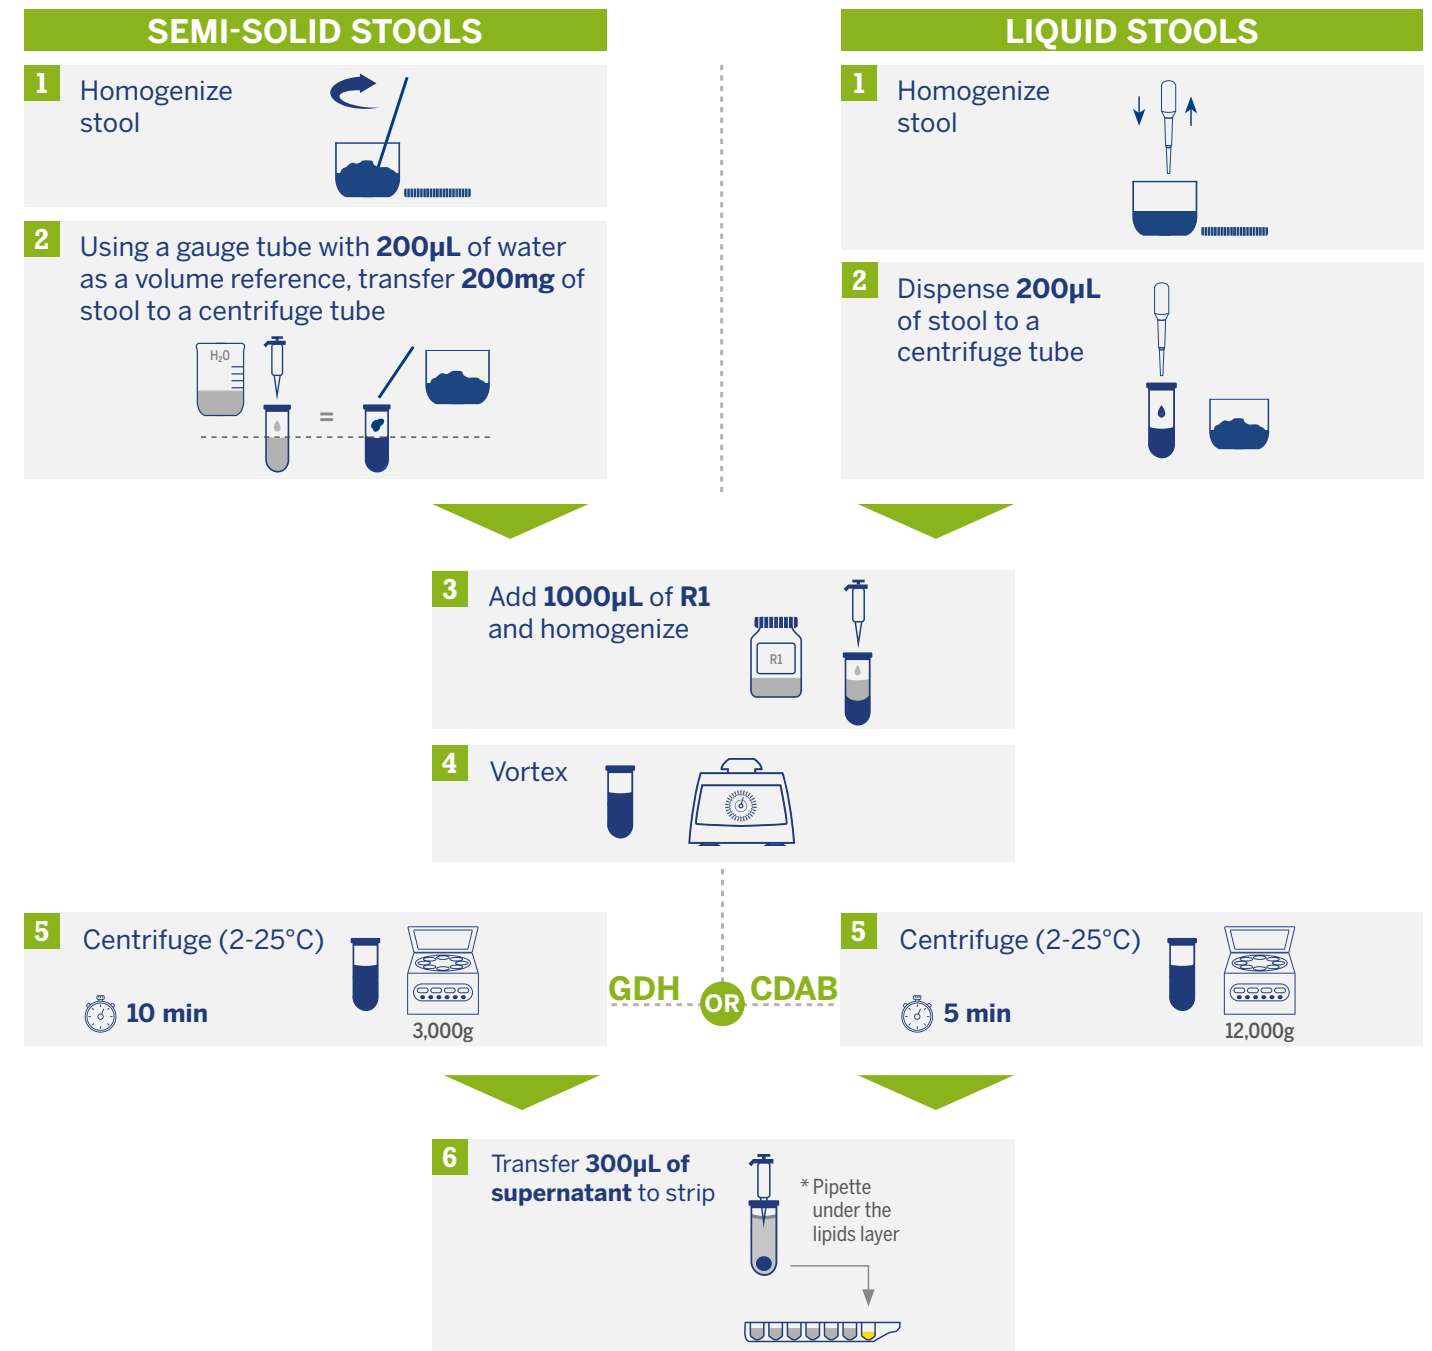 SEMI-SOLID STOOLS
1
Homogenize
stool
2
Using a gauge tube with 200µL of water
as a volume reference, transfer 200mg of
stool to a centrifuge tube
H₂O
=
LIQUID STOOLS
1
Homogenize
stool
2
Dispense 200µL
of stool to a
centrifuge tube
3
Add 1000µL of R1
and homogenize
R1
4
Vortex
5
Centrifuge (2-25°C)
10 min
3,000g
GDH OR CDAB
5
Centrifuge (2-25°C)
5 min
12,000g
6
Transfer 300µL of
supernatant to strip
* Pipette
under the
lipids layer